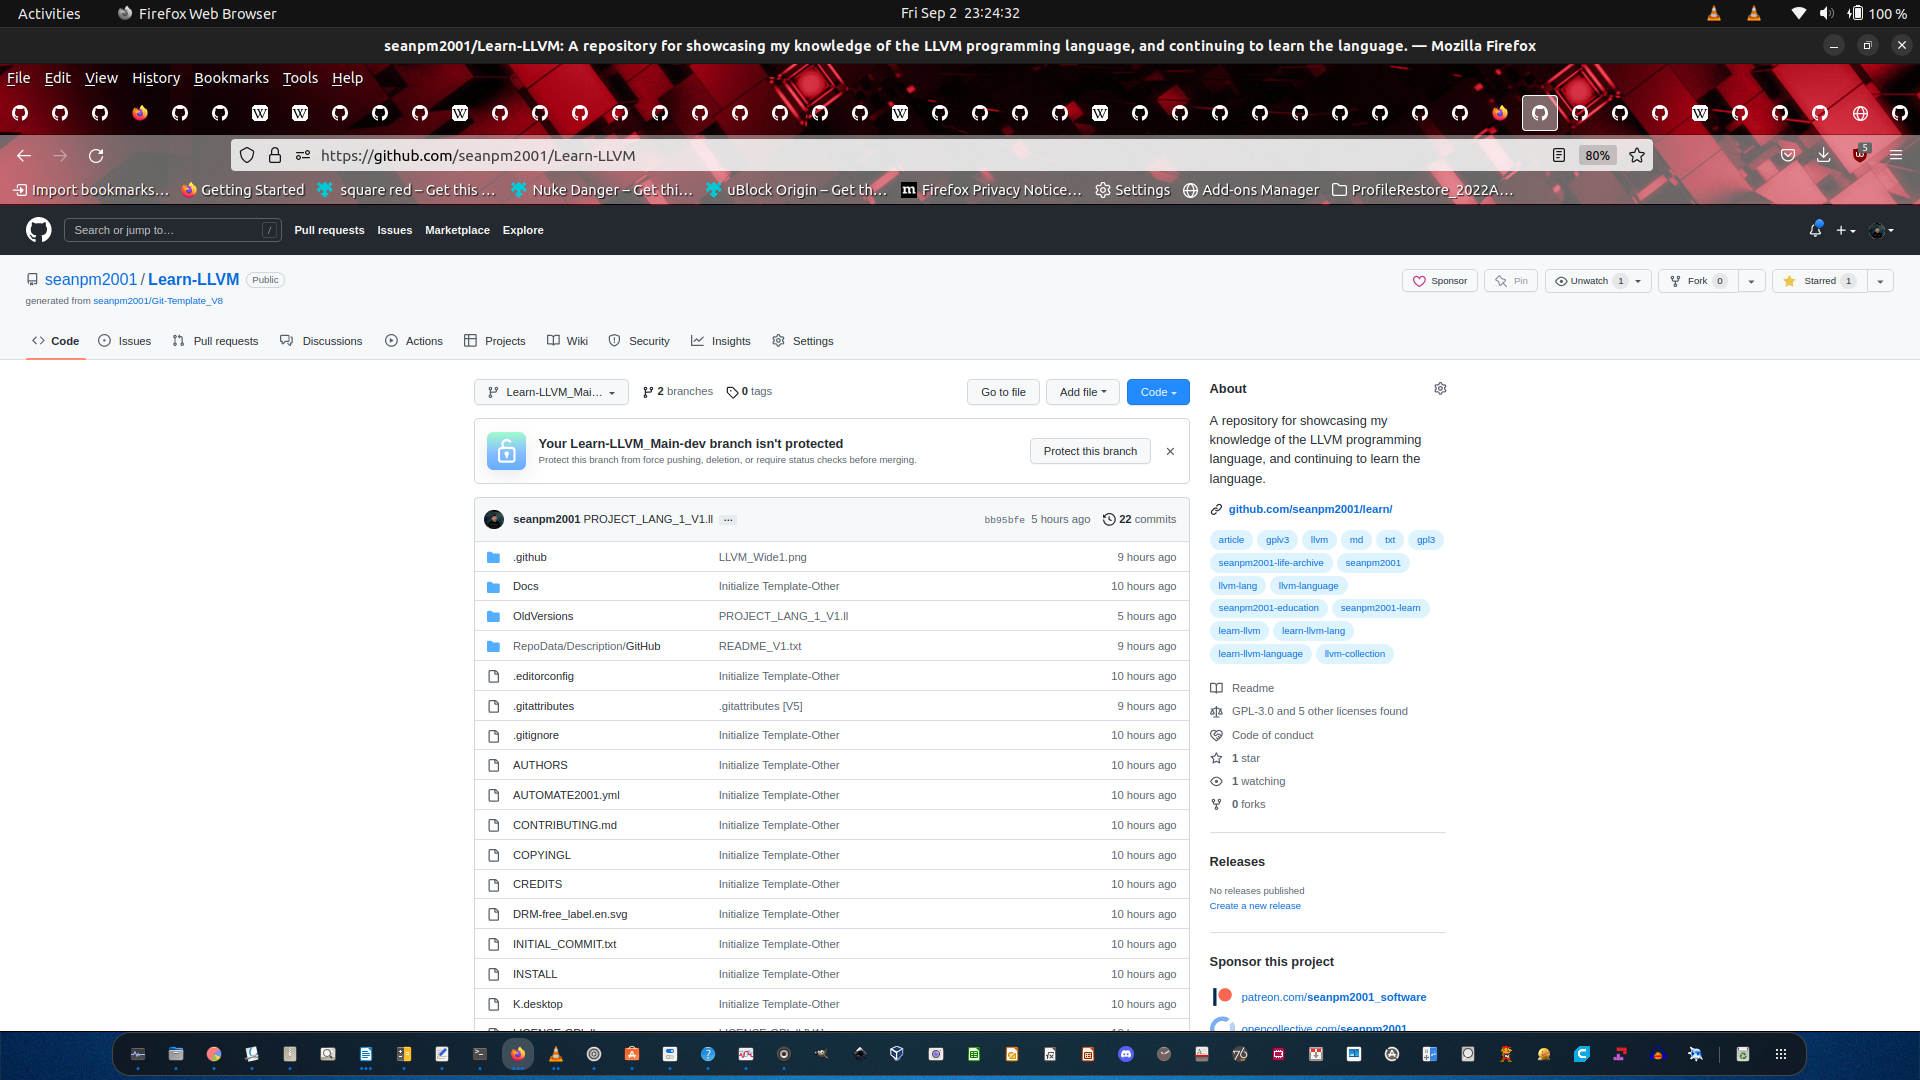 Activities Firefox Web Browser Fri Sep 2 23:24:32 100 %
seanpm2001/Learn-LLVM: A repository for showcasing my knowledge of the LLVM programming language, and continuing to learn the language. — Mozilla Firefox
File Edit View History Bookmarks Tools Help
https://github.com/seanpm2001/Learn-LLVM 80% 5
Import bookmarks… Getting Started square red – Get this … Nuke Danger – Get thi… uBlock Origin – Get th… Firefox Privacy Notice… Settings Add-ons Manager ProfileRestore_2022A…
Search or jump to… / Pull requests Issues Marketplace Explore
seanpm2001 / Learn-LLVM Public Sponsor Pin Unwatch 1 Fork 0 Starred 1
generated from seanpm2001/Git-Template_V8
Code Issues Pull requests Discussions Actions Projects Wiki Security Insights Settings
Learn-LLVM_Mai… 2 branches 0 tags Go to file Add file Code
Your Learn-LLVM_Main-dev branch isn't protected
Protect this branch from force pushing, deletion, or require status checks before merging.
Protect this branch
seanpm2001 PROJECT_LANG_1_V1.ll … bb95bfe 5 hours ago 22 commits
.github LLVM_Wide1.png 9 hours ago
Docs Initialize Template-Other 10 hours ago
OldVersions PROJECT_LANG_1_V1.ll 5 hours ago
RepoData/Description/GitHub README_V1.txt 9 hours ago
.editorconfig Initialize Template-Other 10 hours ago
.gitattributes .gitattributes [V5] 9 hours ago
.gitignore Initialize Template-Other 10 hours ago
AUTHORS Initialize Template-Other 10 hours ago
AUTOMATE2001.yml Initialize Template-Other 10 hours ago
CONTRIBUTING.md Initialize Template-Other 10 hours ago
COPYINGL Initialize Template-Other 10 hours ago
CREDITS Initialize Template-Other 10 hours ago
DRM-free_label.en.svg Initialize Template-Other 10 hours ago
INITIAL_COMMIT.txt Initialize Template-Other 10 hours ago
INSTALL Initialize Template-Other 10 hours ago
K.desktop Initialize Template-Other 10 hours ago
About
A repository for showcasing my
knowledge of the LLVM programming
language, and continuing to learn the
language.
github.com/seanpm2001/learn/
article gplv3 llvm md txt gpl3
seanpm2001-life-archive seanpm2001
llvm-lang llvm-language
seanpm2001-education seanpm2001-learn
learn-llvm learn-llvm-lang
learn-llvm-language llvm-collection
Readme
GPL-3.0 and 5 other licenses found
Code of conduct
1 star
1 watching
0 forks
Releases
No releases published
Create a new release
Sponsor this project
patreon.com/seanpm2001_software
opencollective.com/seanpm2001